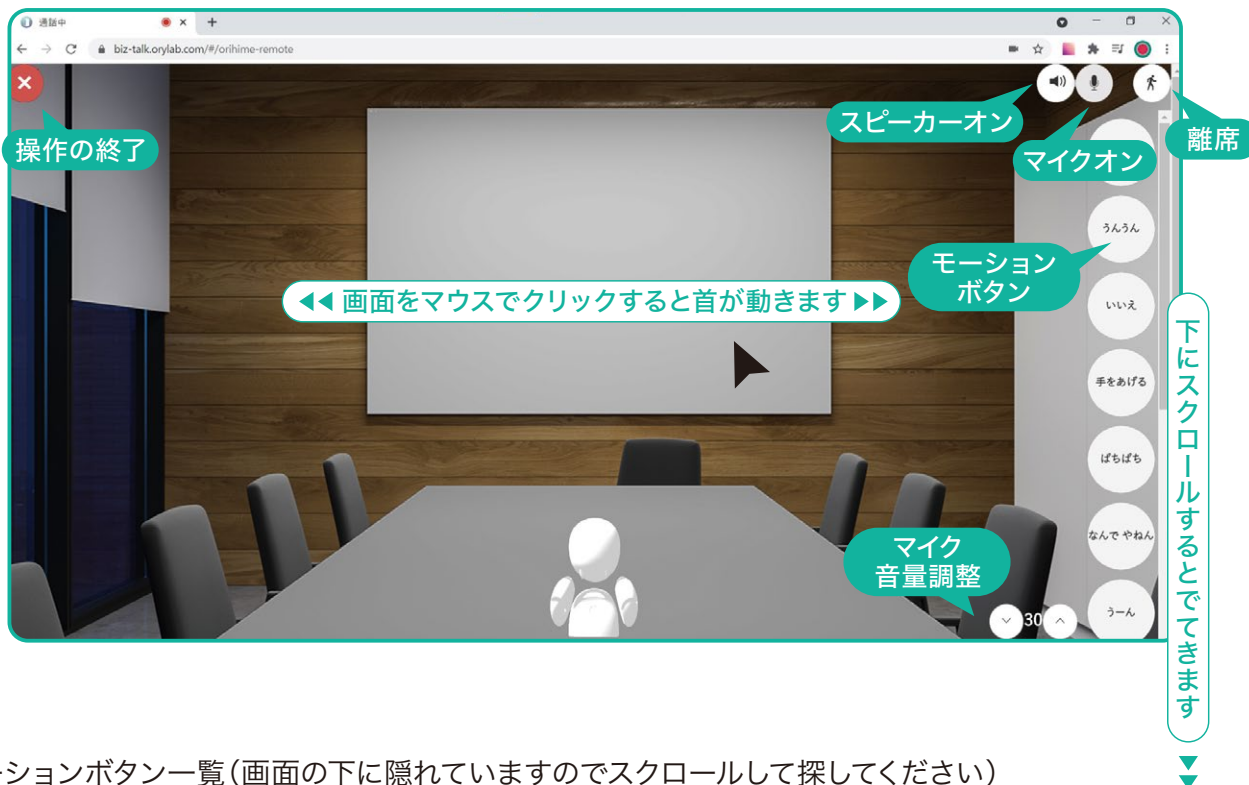 通話中
biz-talk.orylab.com/#/orihime-remote
操作の終了
スピーカーオン
マイクオン
離席
うんうん
モーション
ボタン
画面をマウスでクリックすると首が動きます
いいえ
手をあげる
ぱちぱち
なんで やねん
マイク
音量調整
30
うーん
下にスクロールするとでてきます
ーションボタン一覧（画面の下に隠れていますのでスクロールして探してください）